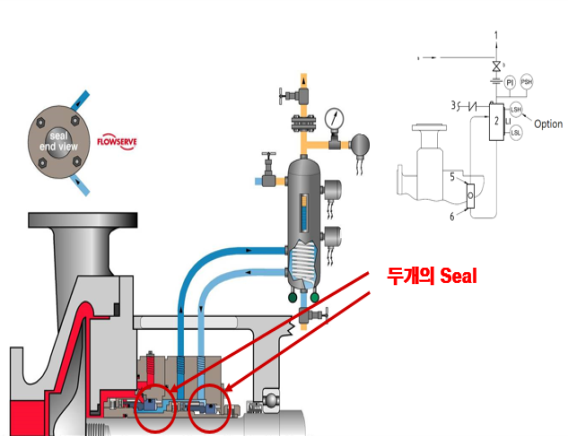 seal
end view
FLOWSERVE
1
PI
PSH
3
2
LSH
LI
Option
LSL
5
6
두개의 Seal